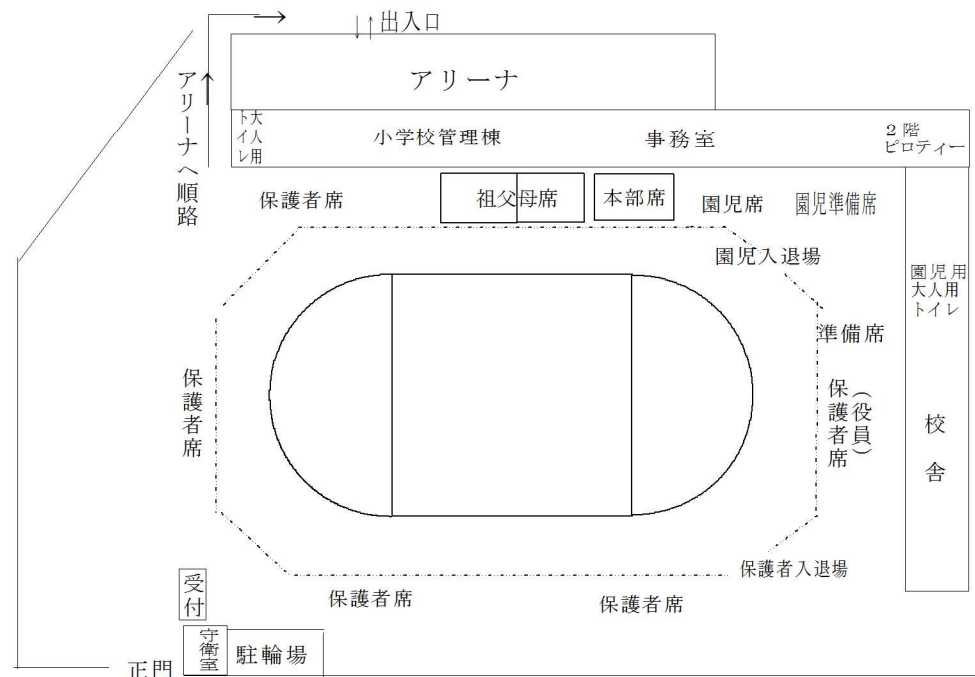 出入口
アリーナ
アリーナへ順路
大人用
トイレ
小学校管理棟
事務室
2階
ピロティー
保護者席
祖父母席
本部席
園児席
園児準備席
園児入退場
園児用
大人用
トイレ
準備席
保護者席
(役員)
保護者席
校舎
保護者入退場
受付
保護者席
保護者席
守衛室
駐輪場
正門